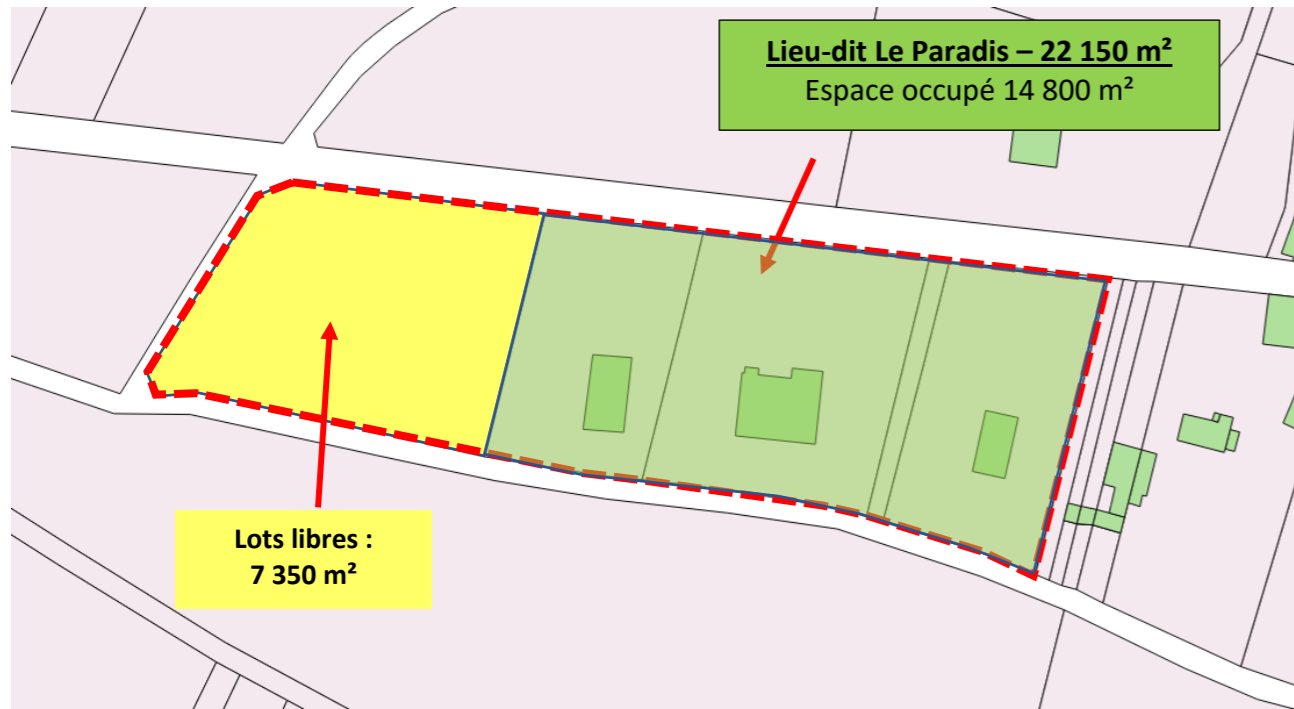 Lieu-dit Le Paradis – 22 150 m²
Espace occupé 14 800 m²
Lots libres :
7 350 m²